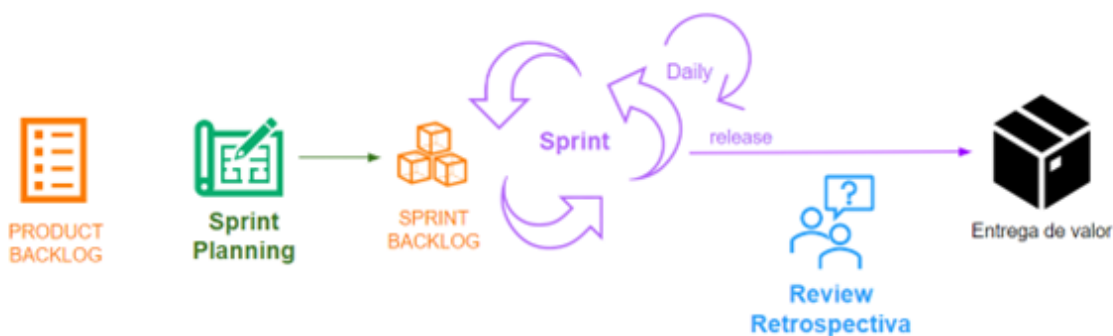 PRODUCT
BACKLOG
Sprint
Planning
SPRINT
BACKLOG
Sprint
Daily
release
?
Review
Retrospectiva
Entrega de valor